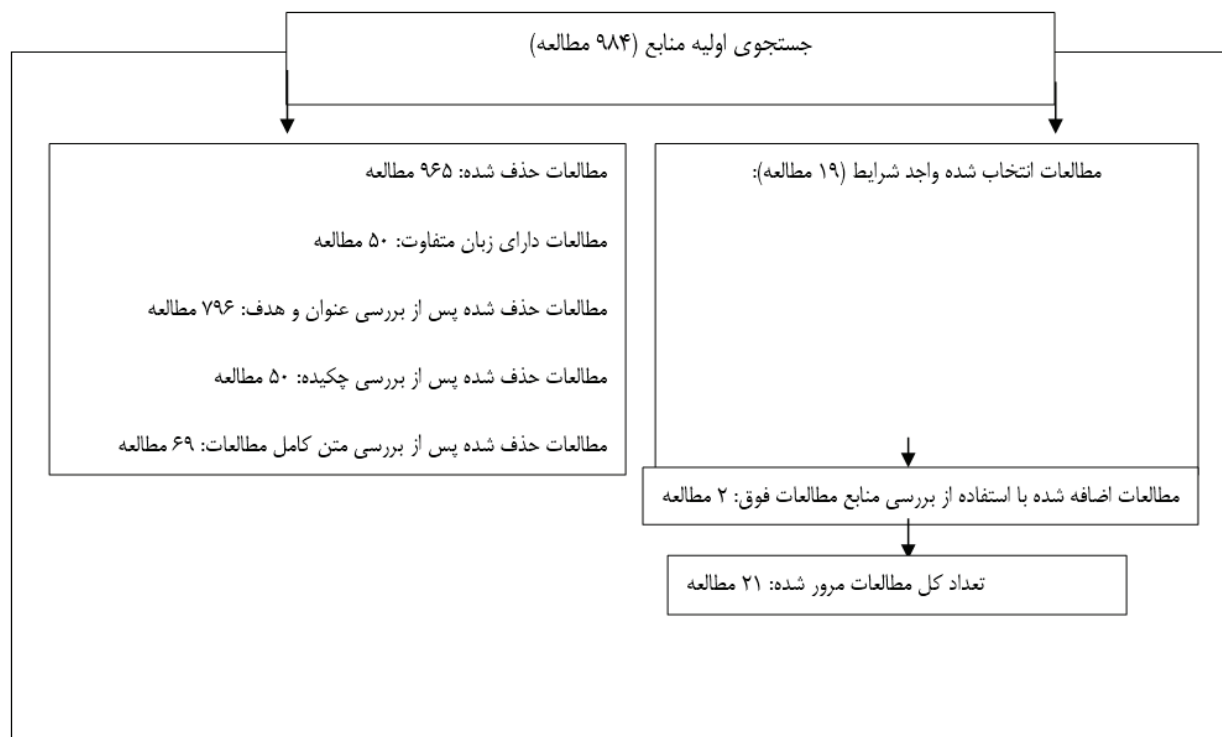 جستجوی اولیه منابع (۹۸۴ مطالعه)
مطالعات انتخاب شده واجد شرایط (۱۹ مطالعه):
مطالعات حذف شده: ۹۶۵ مطالعه
مطالعات دارای زبان متفاوت: ۵۰ مطالعه
مطالعات حذف شده پس از بررسی عنوان و هدف: ۷۹۶ مطالعه
مطالعات حذف شده پس از بررسی چکیده: ۵۰ مطالعه
مطالعات حذف شده پس از بررسی متن کامل مطالعات: ۶۹ مطالعه
مطالعات اضافه شده با استفاده از بررسی منابع مطالعات فوق: ۲ مطالعه
تعداد کل مطالعات مرور شده: ۲۱ مطالعه